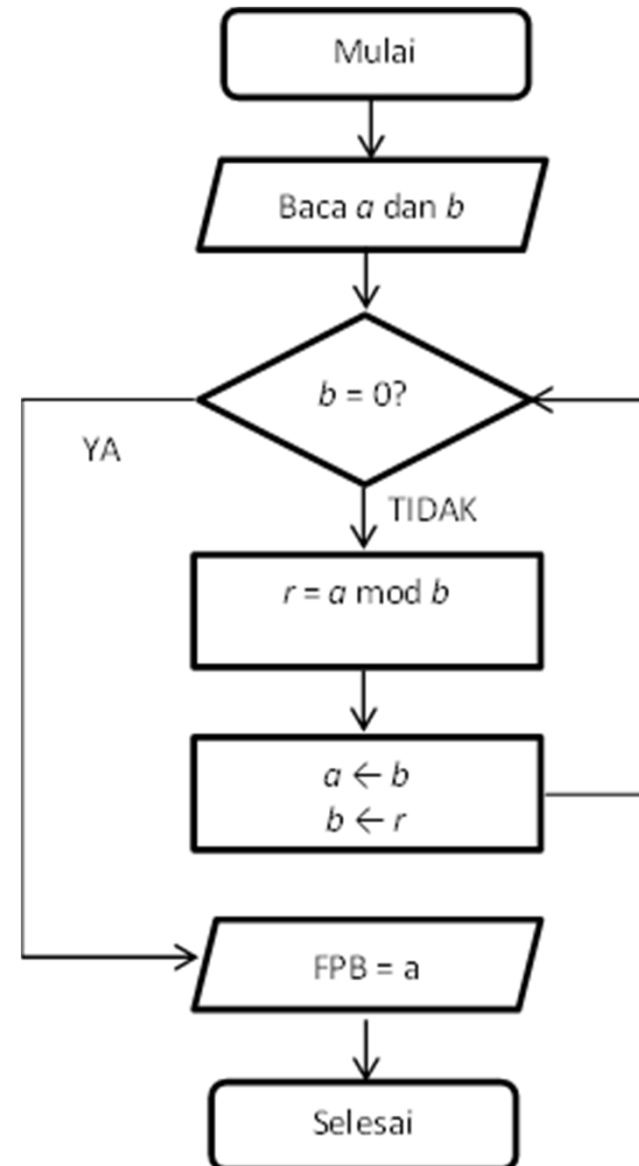 Mulai
Baca a dan b
b = 0?
YA
TIDAK
r = a mod b
a ← b
b ← r
FPB = a
Selesai